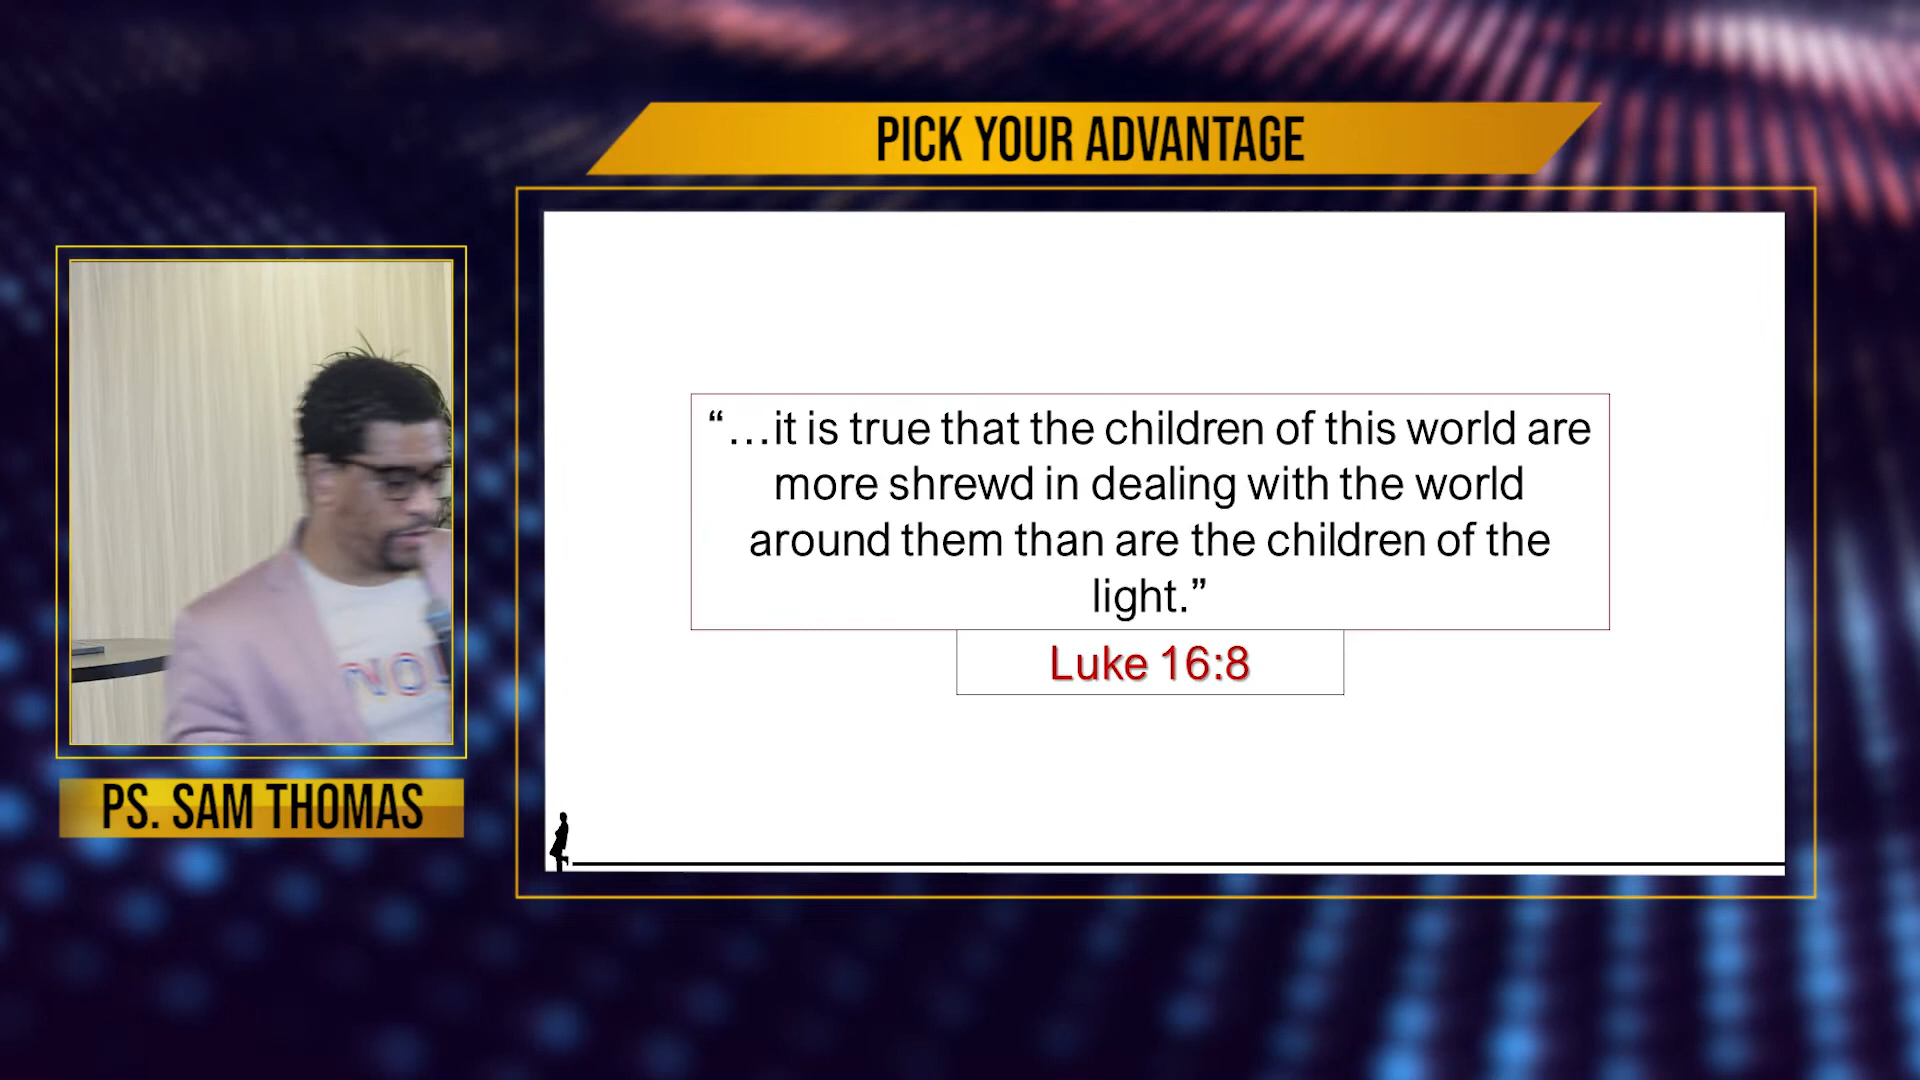 PICK YOUR ADVANTAGE
“…it is true that the children of this world are
more shrewd in dealing with the world
around them than are the children of the
light.”
Luke 16:8
NOI
PS. SAM THOMAS